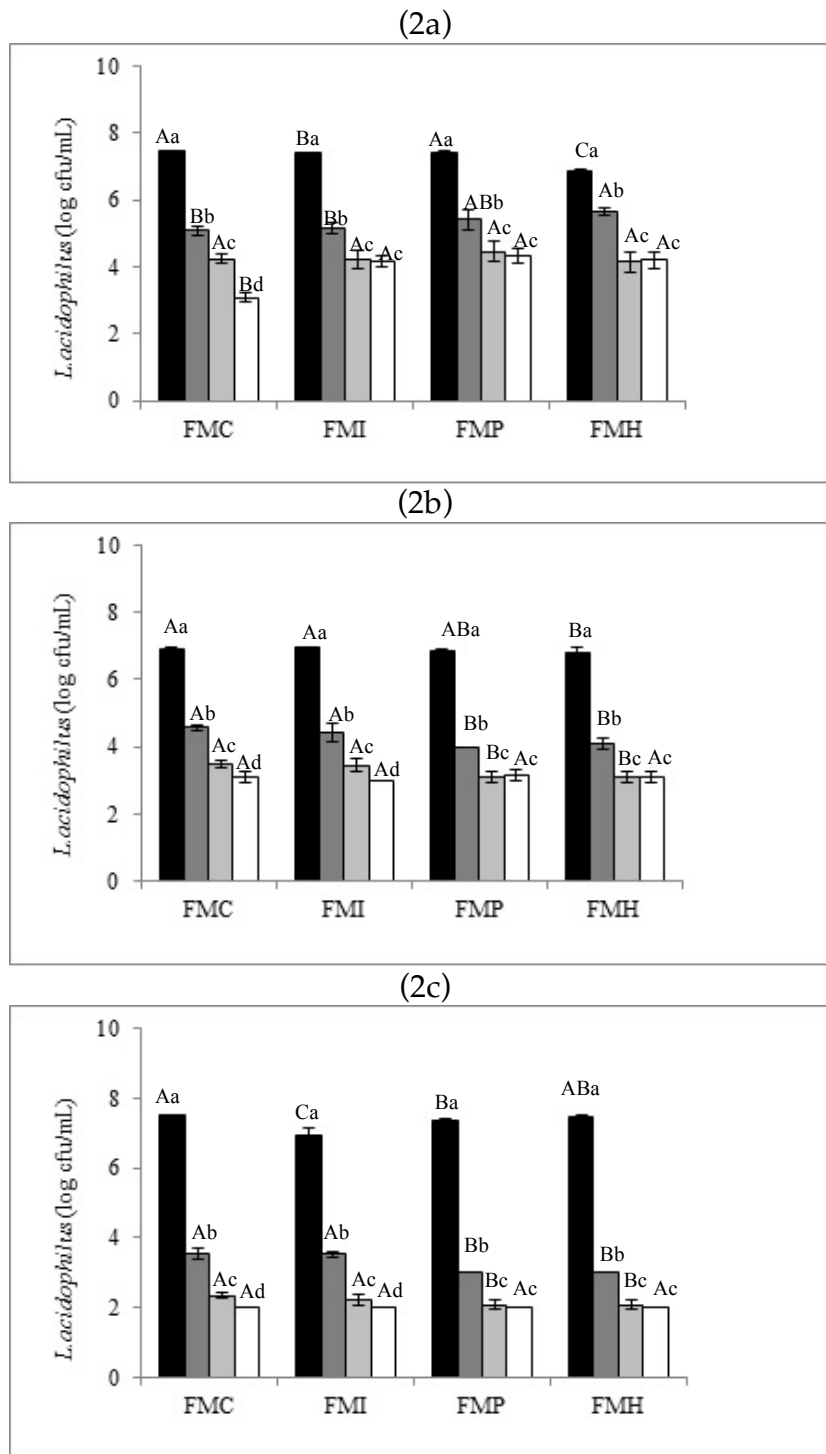 (2a)
10
8
6
4
2
0
L.acidophilus (log cfu/mL)
Aa
Bb
Ac
Bd
Ba
Bb
Ac
Ac
Aa
ABb
Ac
Ac
Ca
Ab
Ac
Ac
FMC FMI FMP FMH
(2b)
10
8
6
4
2
0
L.acidophilus (log cfu/mL)
Aa
Ab
Ac
Ad
Aa
Ab
Ac
Ad
ABa
Bb
Bc
Ac
Ba
Bb
Bc
Ac
FMC FMI FMP FMH
(2c)
10
8
6
4
2
0
L.acidophilus (log cfu/mL)
Aa
Ab
Ac
Ad
Ca
Ab
Ac
Ad
Ba
Bb
Bc
Ac
ABa
Bb
Bc
Ac
FMC FMI FMP FMH